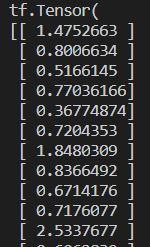 tf.Tensor(
[[ 1.4752663 ]
[ 0.8006634 ]
[ 0.5166145 ]
[ 0.77036166]
[ 0.36774874]
[ 0.7204353 ]
[ 1.8480309 ]
[ 0.8366492 ]
[ 0.6714176 ]
[ 0.7176077 ]
[ 2.5337677 ]